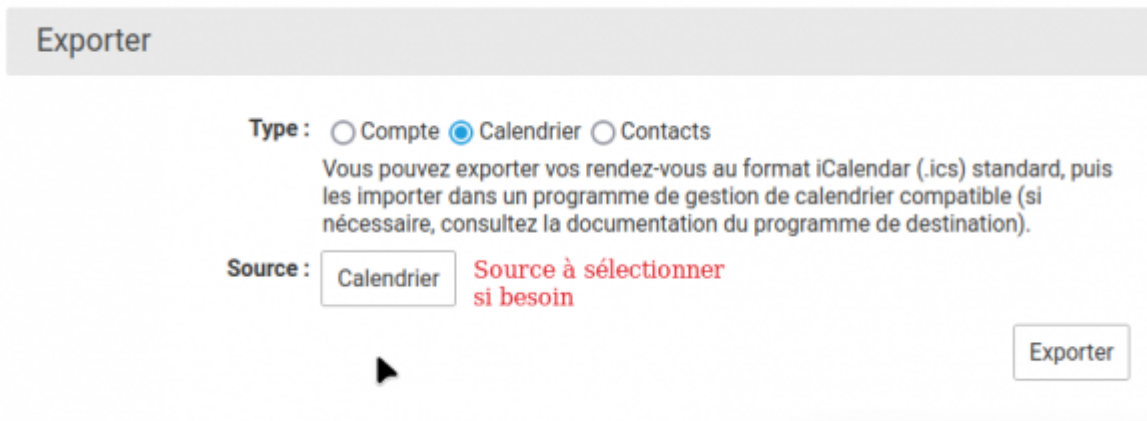 Exporter
Type : Compte Calendrier Contacts
Vous pouvez exporter vos rendez-vous au format iCalendar (.ics) standard, puis
les importer dans un programme de gestion de calendrier compatible (si
nécessaire, consultez la documentation du programme de destination).
Source : Calendrier Source à sélectionner
si besoin
Exporter